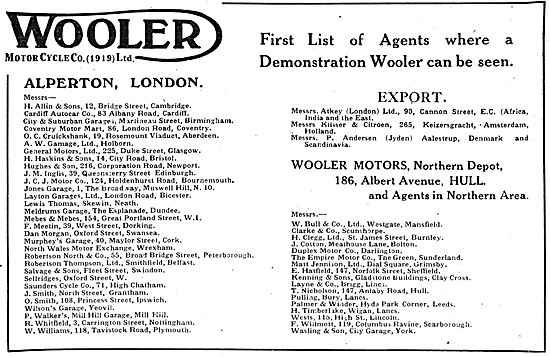 WOOLER
MOTOR CYCLE CO. (1919) Ltd.
ALPERTON, LONDON.
Messrs—
H. Allin & Sons, 12, Bridge Street, Cambridge.
Cardiff Autocar Co., 83 Albany Road, Cardiff.
City & Suburban Garages, Martineau Street, Birmingham.
Coventry Motor Mart, 86, London Road, Coventry.
O. C. Cruickshank, 19, Rosemount Viaduct, Aberdeen.
A. W. Gamage, Ltd., Holborn.
General Motors, Ltd., 225, Duke Street, Glasgow.
H. Haskins & Sons, 14, City Road, Bristol.
Hughes & Son, 216, Corporation Road, Newport.
J. M. Inglis, 39, Queensferry Street Edinburgh.
J. C. J. Motor Co., 124, Holdenhurst Road, Bournemouth.
Jones Garage, 1, The broadway, Muswell Hill, N. 10.
Layton Garages, Ltd., London Road, Bicester.
Lewis Thomas, Skewin, Neath.
Meldrums Garage, The Esplanade, Dundee.
Mebes & Mebes, 154, Great Portland Street, W.1.
F. Meetin, 39, West Street, Dorking.
Dan Morgan, Oxford Street, Swansea.
Murphy's Garage, 40, Maylor Street, Cork.
North Wales Motor Exchange, Wrexham.
Robertson North & Co., 55, Broad Bridge Street, Peterborough.
Robertson Thompson, Ltd., Smithfield, Belfast.
Salvage & Sons, Fleet Street, Swindon.
Selfridges, Oxford Street, W.
Saunders Cycle Co., 71, High Chatham.
J. Smith, North Street, Grantham.
O. Smith, 108, Princess Street, Ipswich.
Wilson's Garage, Yeovil.
P. Walker's, Mill Hill Garage, Mill Hill.
R. Whitfield, 3, Carrington Street, Nottingham.
W. Williams, 118, Tavistock Road, Plymouth.
First List of Agents where a
Demonstration Wooler can be seen.
EXPORT.
Messrs. Atkey (London) Ltd., 90, Cannon Street, E.C. (Africa,
India and the East.
Messrs Klisser & Citroen, 265, Keizersgracht, Amsterdam,
Holland.
Messrs. P. Andersen (Jyden) Aalestrup, Denmark and
Scandinavia.
WOOLER MOTORS, Northern Depot,
186, Albert Avenue, HULL.
and Agents in Northern Area.
Messrs.—
W. Bull & Co., Ltd., Westgate, Mansfield.
Clarke & Co., Scunthorpe.
H. Clegg, Ltd., St. James Street, Burnley.
J. Cotton, Mealhouse Lane, Bolton.
Duplex Motor Co., Darlington.
The Empire Motor Co., The Green, Sunderland.
Matt Jennison, Ltd., Dial Square, Grimsby.
E. Hatfield, 147, Norfolk Street, Sheffield.
Kenning & Sons, Gladstone Buildings, Clay Cross.
Layne & Co., Brigg, Linc.
T. Nicholson, 147, Anlaby Road, Hull.
Pulling, Bury, Lancs.
Palmer & Winder, Hyde Park Corner, Leeds.
H. Timberlake, Wigan, Lancs.
Wests, 115, High St., Lincoln.
F. Willmott, 119, Columbus Ravine, Scarborough.
Wasling & Son, City Garage, York.